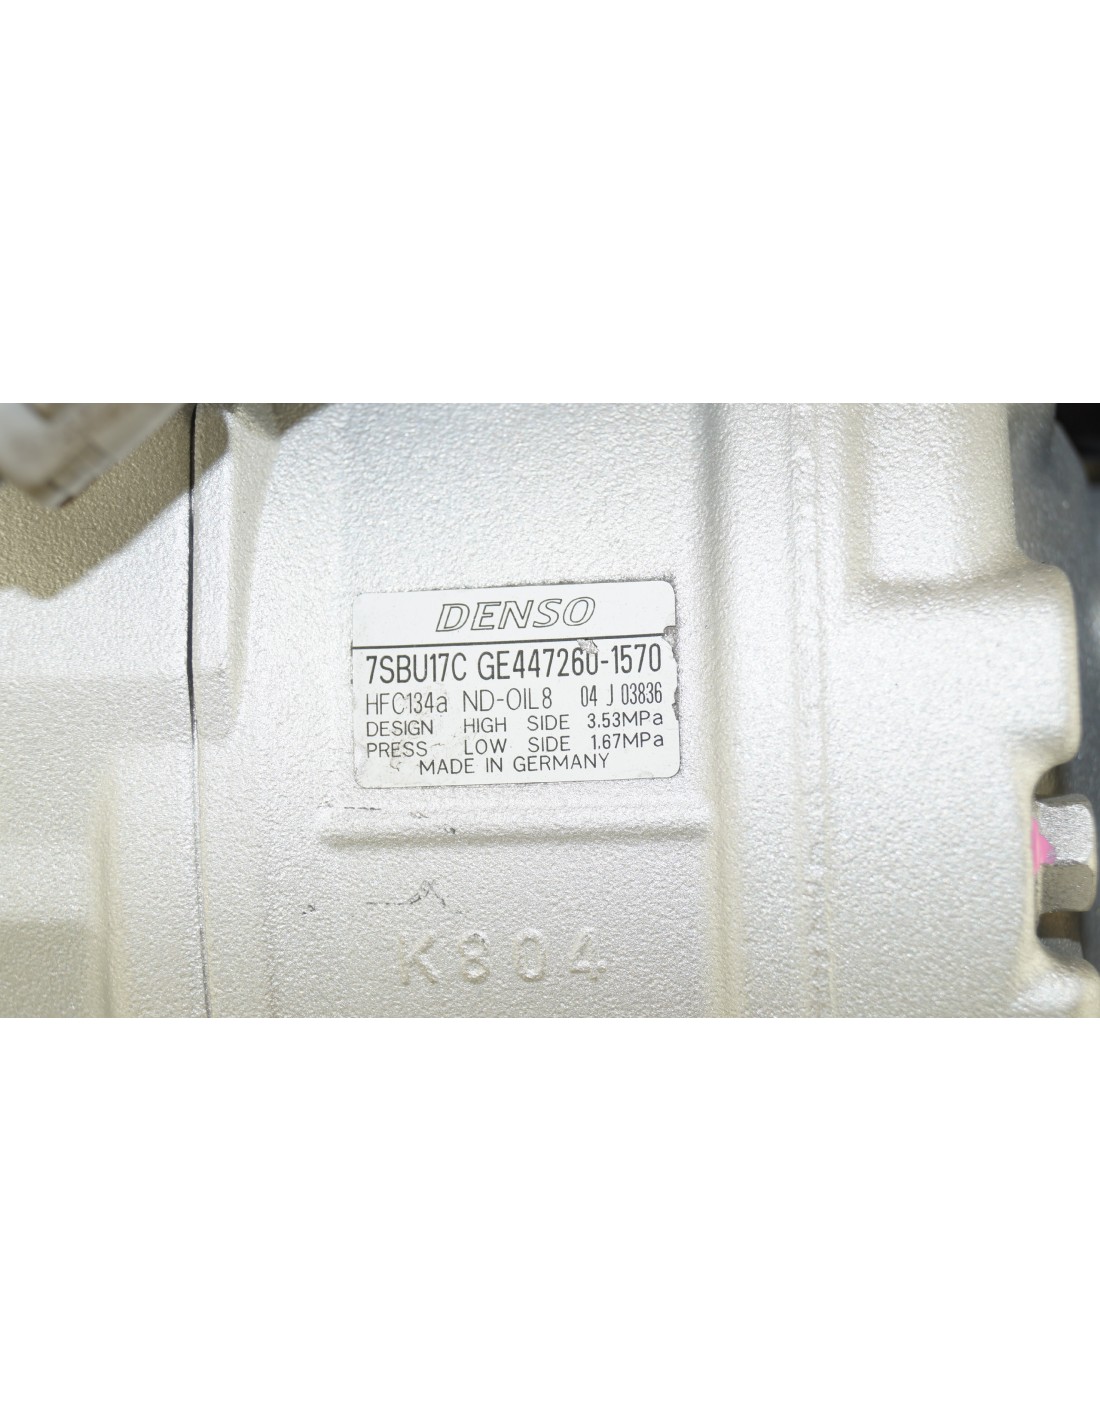 DENSO
7SBU17C GE447260-1570
HFC134a ND-OIL8 04 J 03836
DESIGN HIGH SIDE 3.53MPa
PRESS LOW SIDE 1.67MPa
MADE IN GERMANY
K804